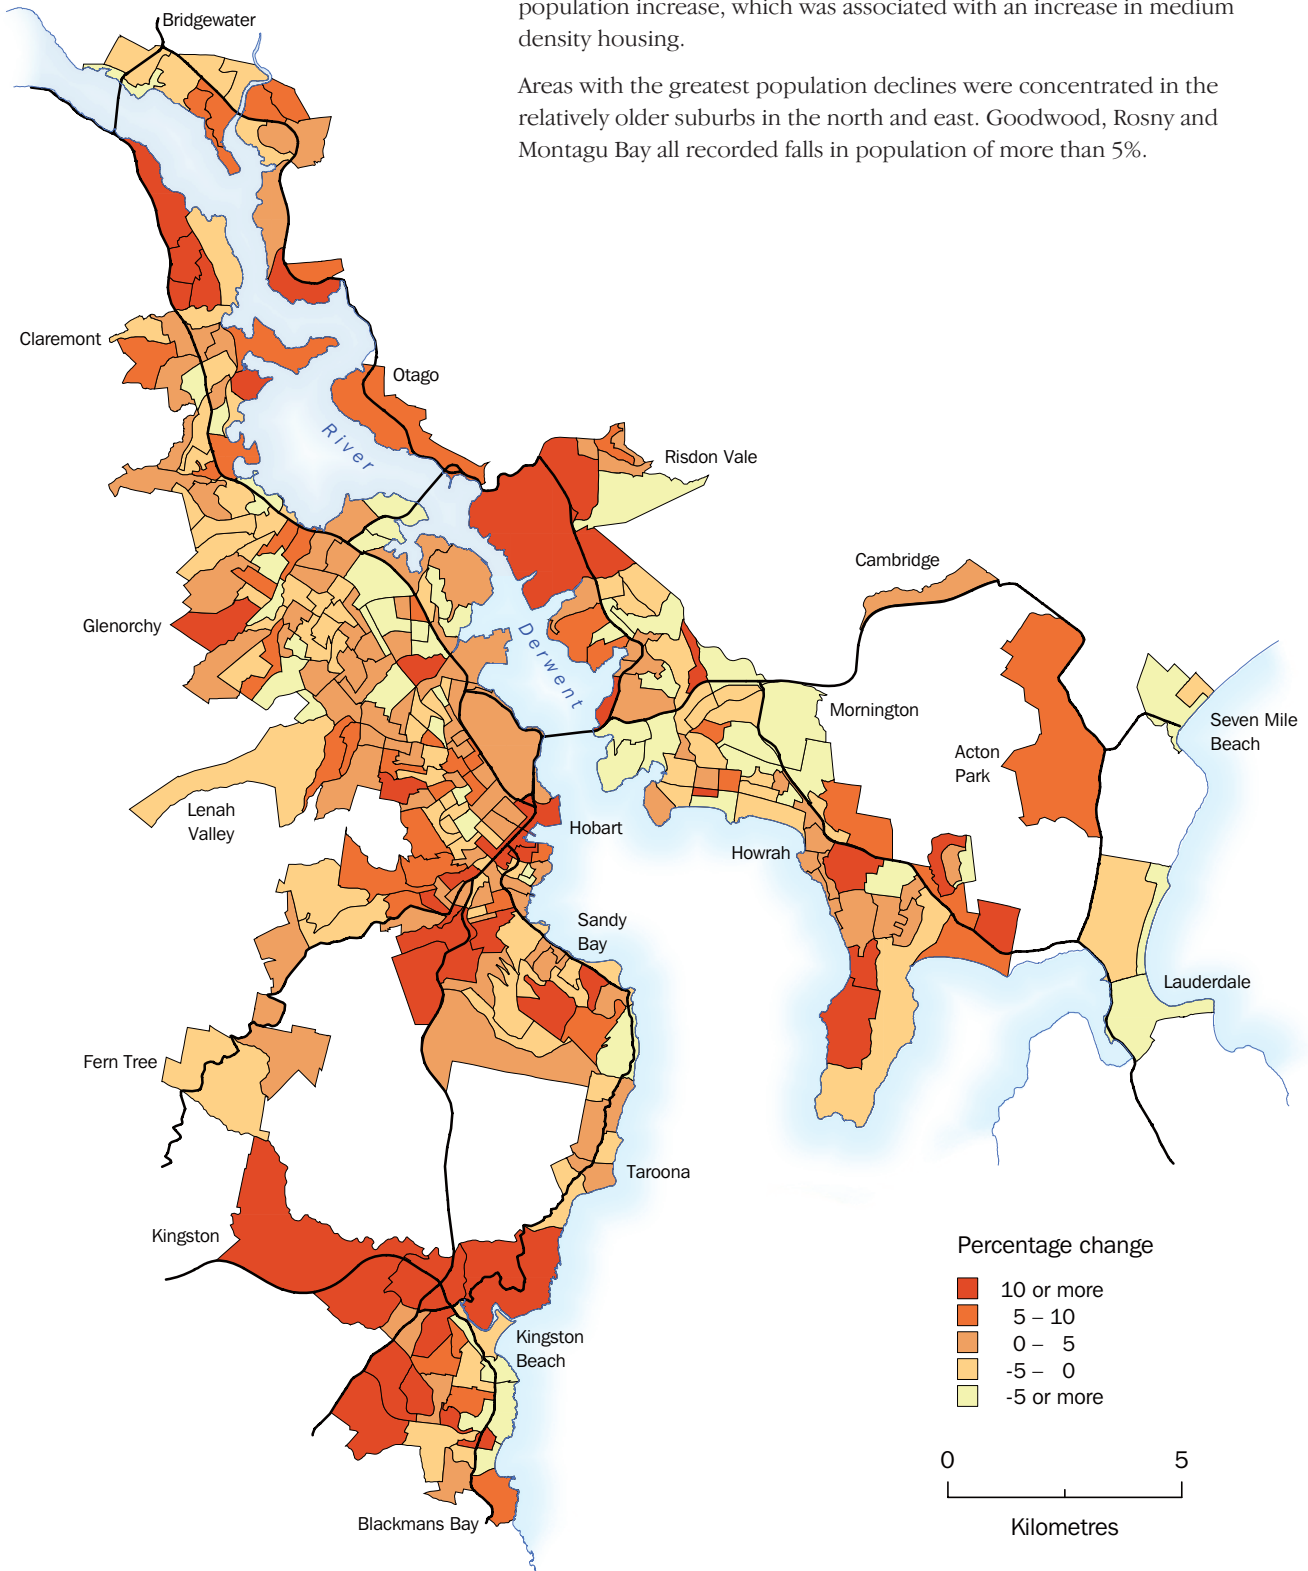 population increase, which was associated with an increase in medium
density housing.
Areas with the greatest population declines were concentrated in the
relatively older suburbs in the north and east. Goodwood, Rosny and
Montagu Bay all recorded falls in population of more than 5%.
Bridgewater
Claremont
Otago
River
Risdon Vale
Cambridge
Glenorchy
Derwent
Mornington
Seven Mile
Beach
Acton
Park
Lenah
Valley
Hobart
Howrah
Sandy
Bay
Lauderdale
Fern Tree
Taroona
Kingston
Kingston
Beach
Blackmans Bay
Percentage change
10 or more
5 – 10
0 – 5
-5 – 0
-5 or more
0 5
Kilometres